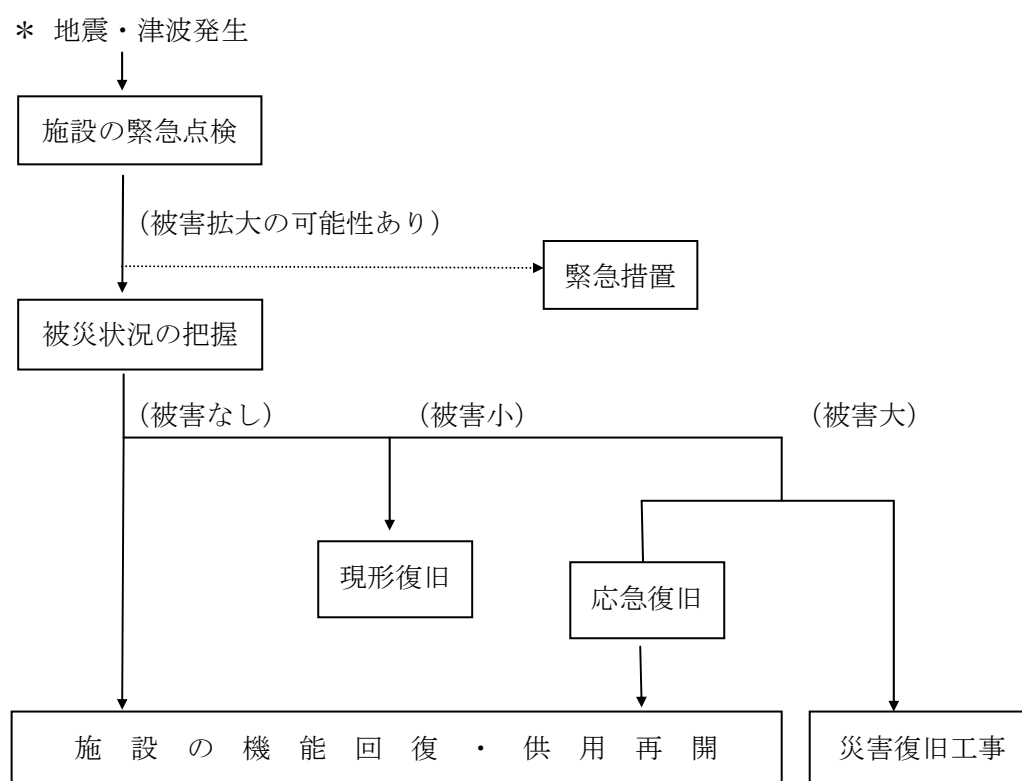 ＊ 地震・津波発生
施設の緊急点検
（被害拡大の可能性あり）
緊急措置
被災状況の把握
（被害なし） （被害小） （被害大）
現形復旧
応急復旧
施設の機能回復・供用再開 災害復旧工事